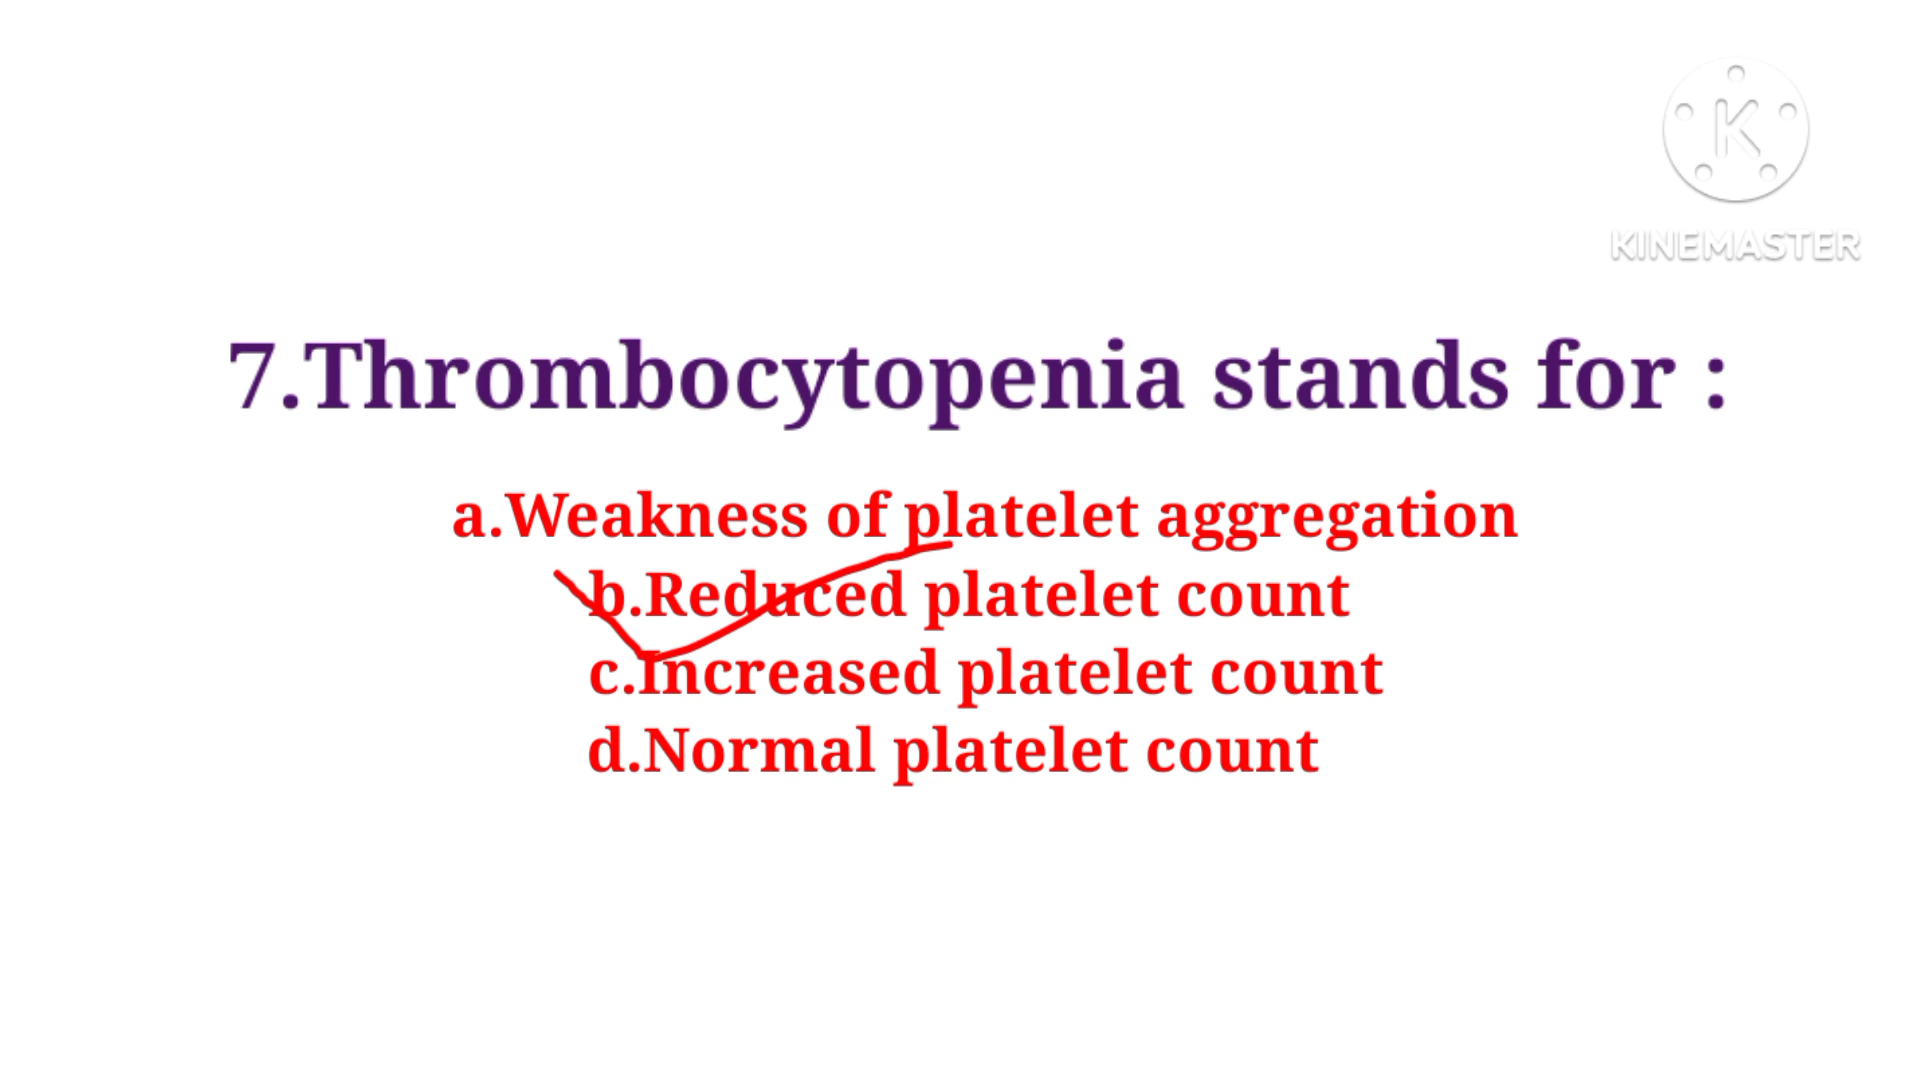 K
KINEMASTER
7.Thrombocytopenia stands for :
a.Weakness of platelet aggregation
b.Reduced platelet count
c.Increased platelet count
d.Normal platelet count